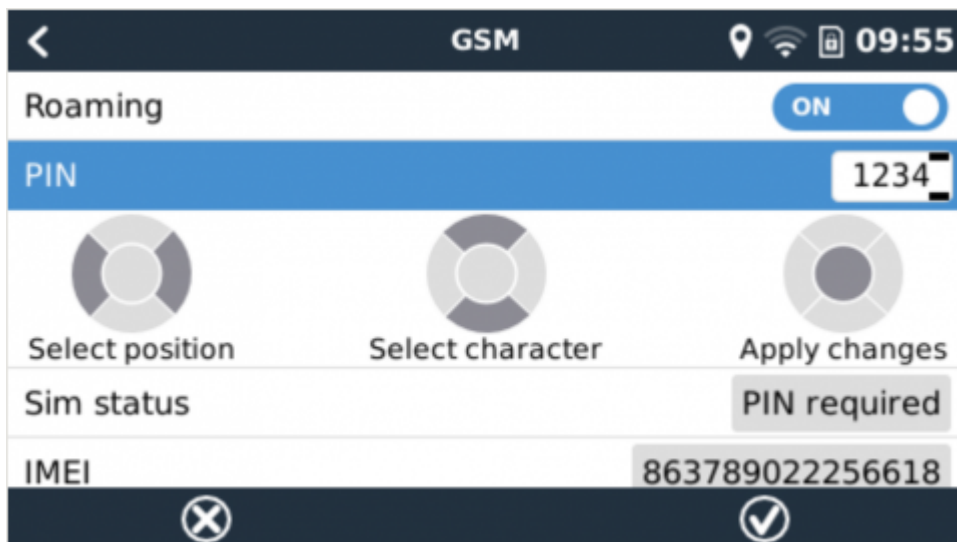 GSM 09:55
Roaming ON
PIN 1234
Select position Select character Apply changes
Sim status PIN required
IMEI 863789022256618